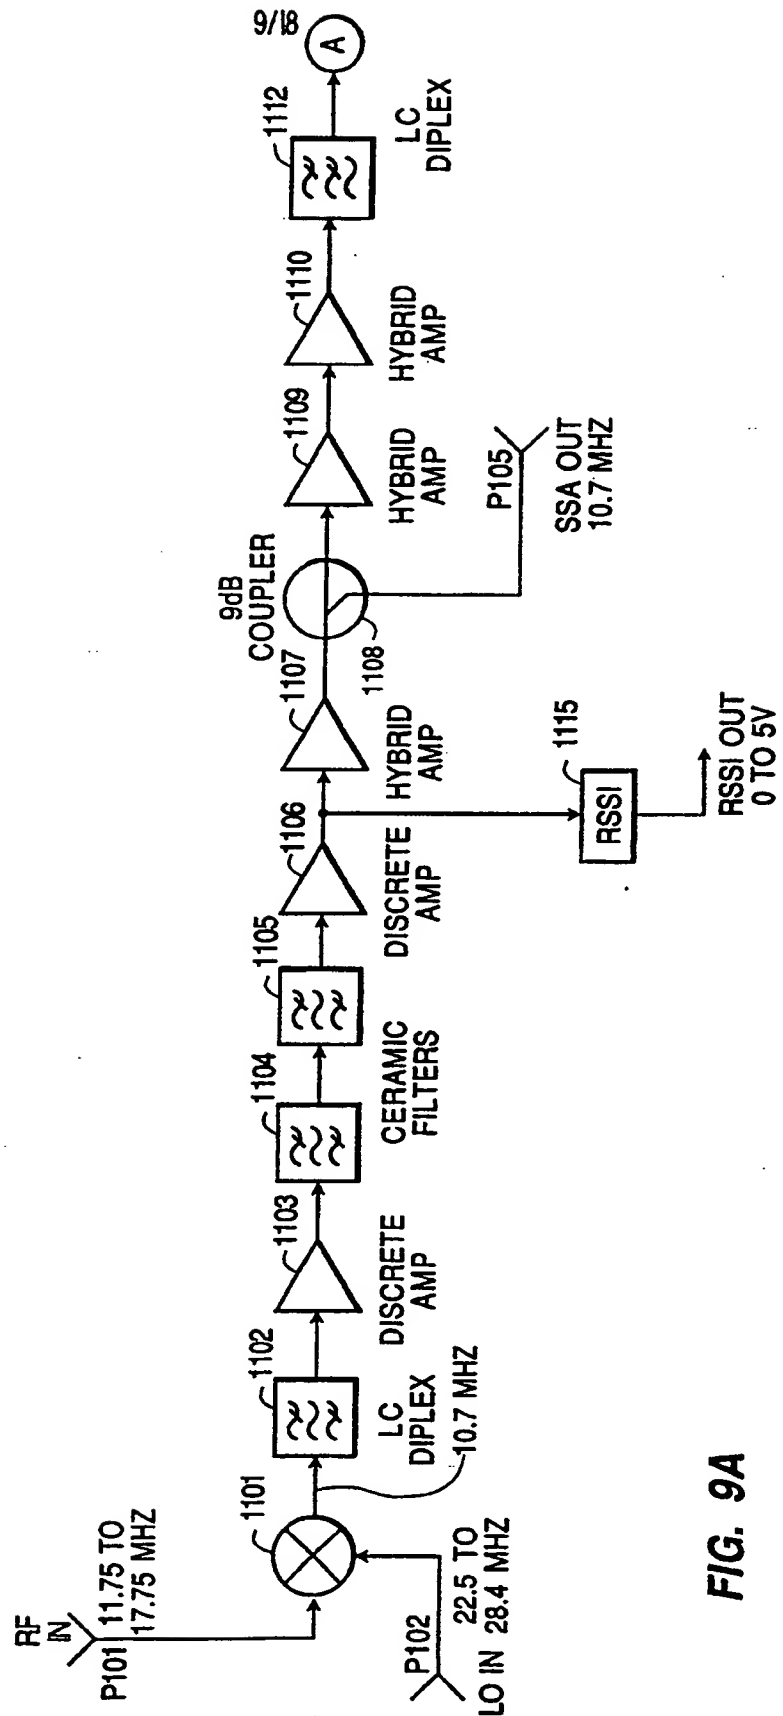 RF
IN
P101
11.75 TO
17.75 MHZ
1101
P102
22.5 TO
LO IN 28.4 MHZ
10.7 MHZ
1102
LC
DIPLEX
1103
DISCRETE
AMP
1104
1105
CERAMIC
FILTERS
1106
DISCRETE
AMP
1107
HYBRID
AMP
1115
RSSI
RSSI OUT
0 TO 5V
9dB
COUPLER
1108
P105
SSA OUT
10.7 MHZ
1109
HYBRID
AMP
1110
HYBRID
AMP
1112
LC
DIPLEX
A
FIG. 9A